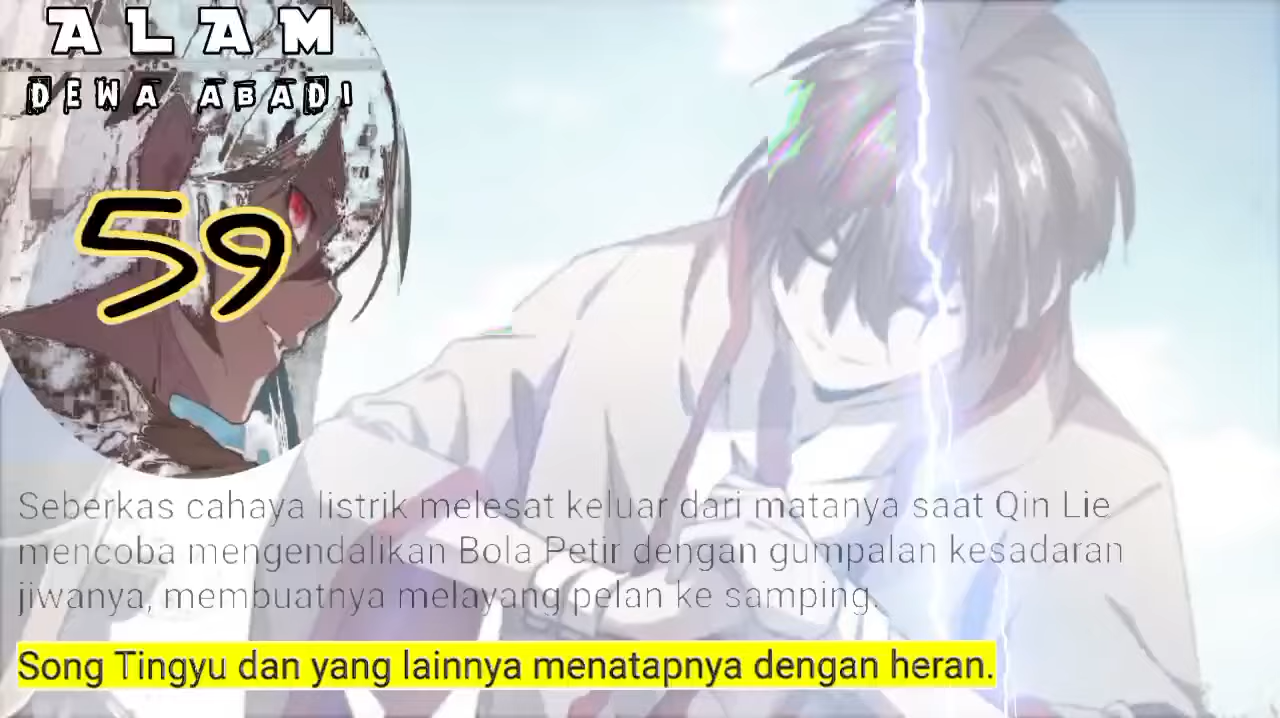 ALAM
DEWA ABADI
59
Seberkas cahaya listrik melesat keluar dari matanya saat Qin Lie
mencoba mengendalikan Bola Petir dengan gumpalan kesadaran
jiwanya, membuatnya melayang pelan ke samping.
Song Tingyu dan yang lainnya menatapnya dengan heran.